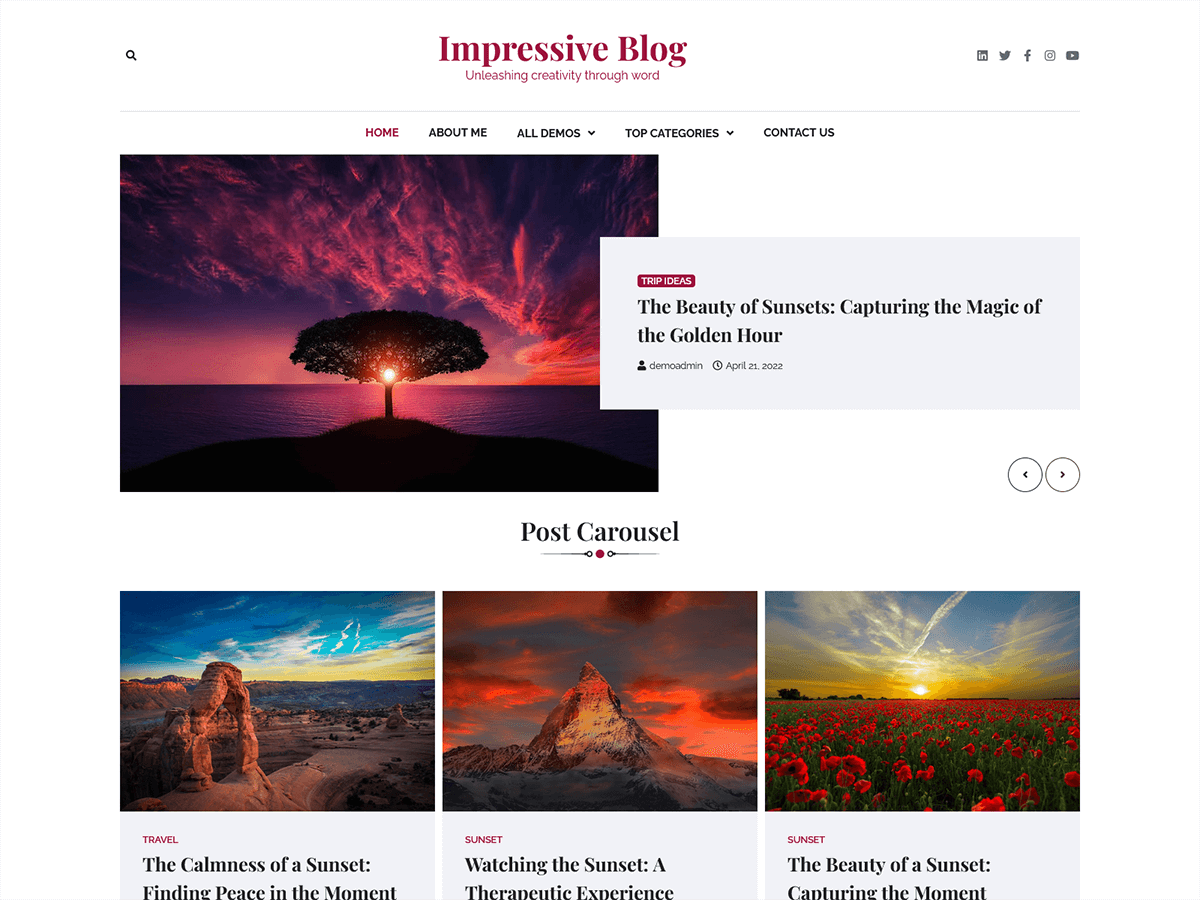 Impressive Blog
Unleashing creativity through word
HOME ABOUT ME ALL DEMOS TOP CATEGORIES CONTACT US
TRIP IDEAS
The Beauty of Sunsets: Capturing the Magic of
the Golden Hour
demoadmin April 21, 2022
Post Carousel
TRAVEL
The Calmness of a Sunset:
Finding Peace in the Moment
SUNSET
Watching the Sunset: A
Therapeutic Experience
SUNSET
The Beauty of a Sunset:
Capturing the Moment